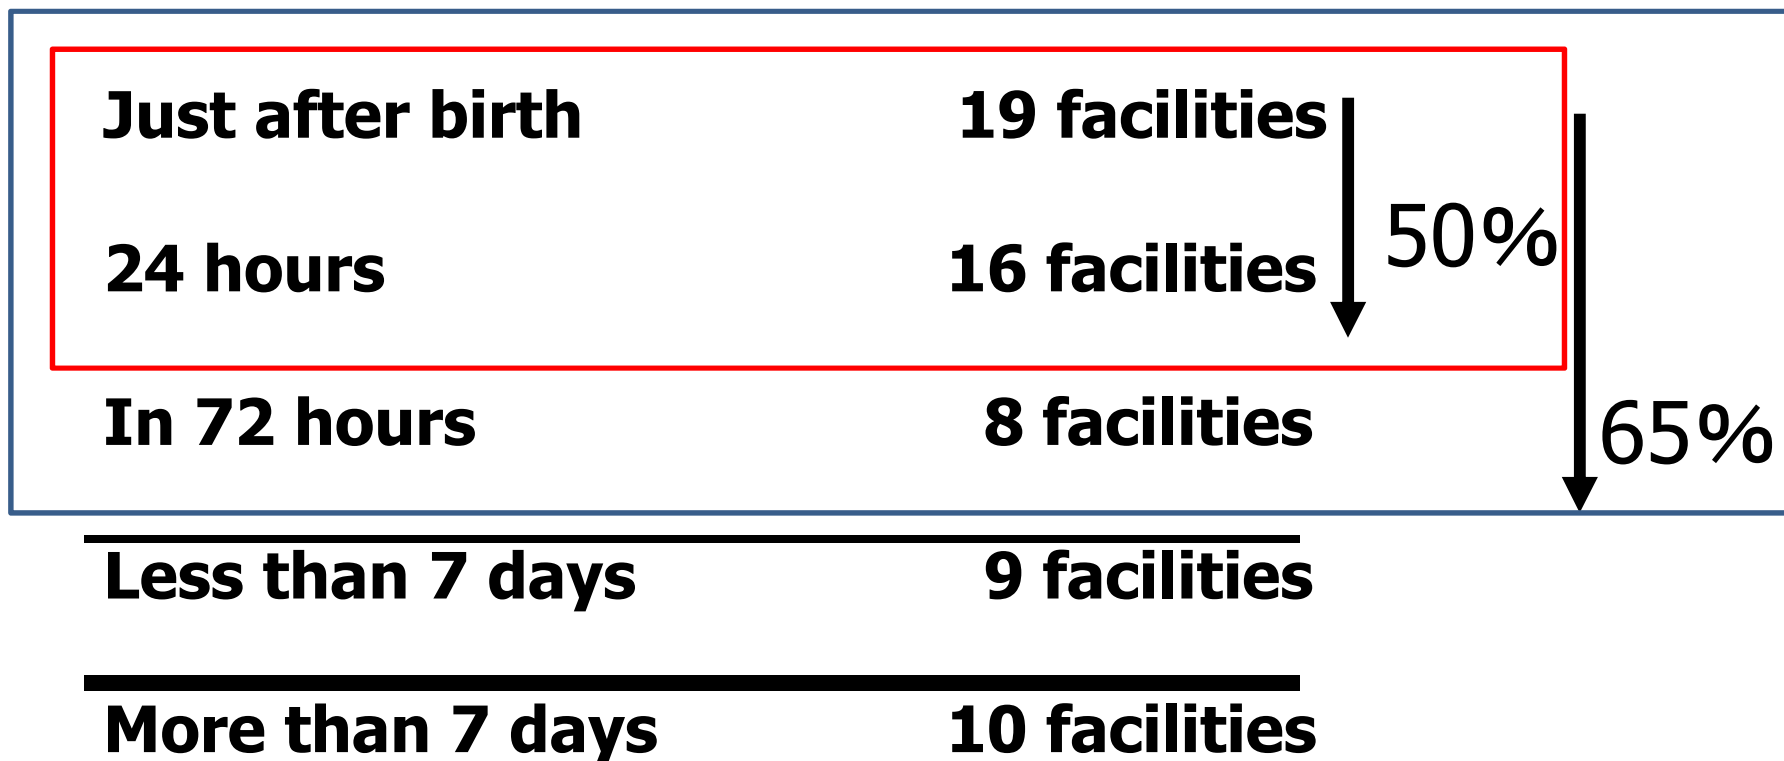 Just after birth 19 facilities
24 hours 16 facilities 50%
In 72 hours 8 facilities 65%
Less than 7 days 9 facilities
More than 7 days 10 facilities